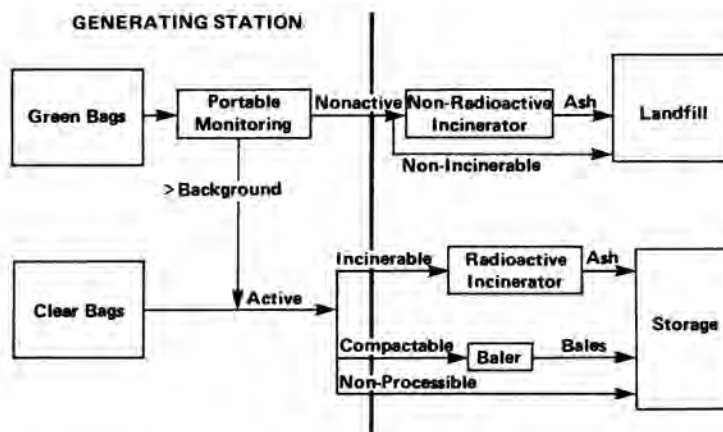 GENERATING STATION
Green Bags
Portable
Monitoring
Nonactive
Non-Radioactive
Incinerator
Ash
Landfill
Non-Incinerable
> Background
Clear Bags
Active
Incinerable
Radioactive
Incinerator
Ash
Storage
Compactable
Baler
Bales
Non-Processible